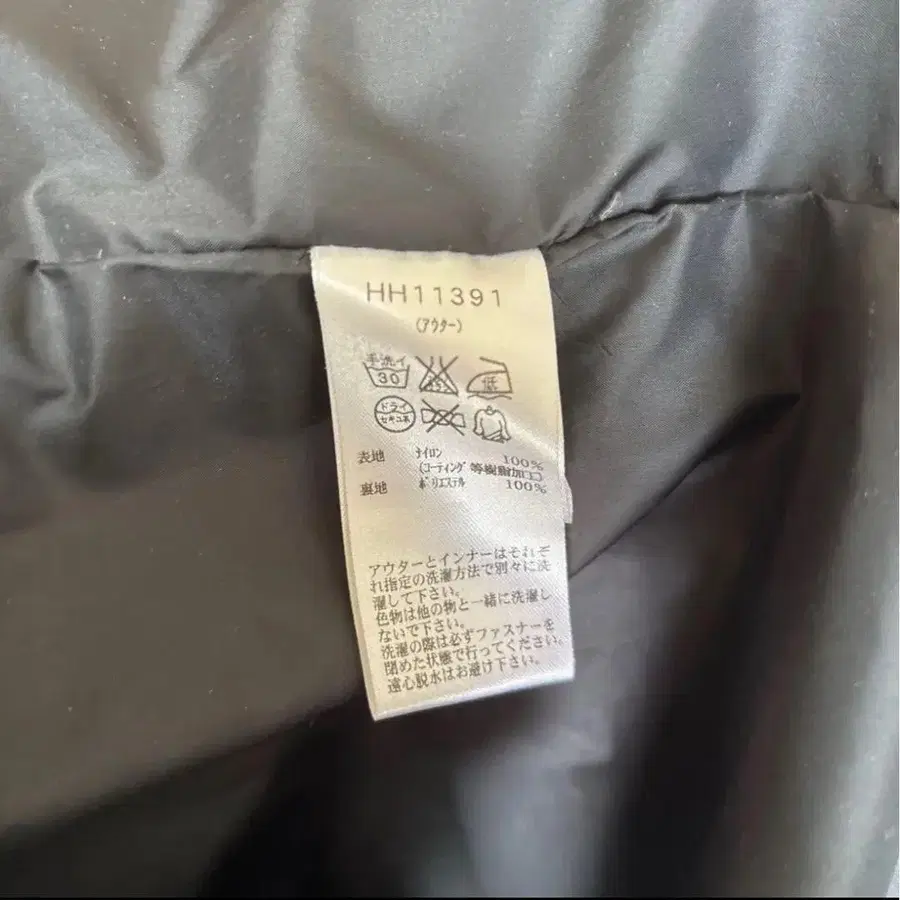 HH11391
(アウター)
手洗イ
30
低
ドライ
セキユ系
表地 ナイロン 100%
(コーティング等樹脂加工)
裏地 ポリエステル 100%
アウターとインナーはそれぞ
れ指定の洗濯方法で別々に洗
濯して下さい。
色物は他の物と一緒に洗濯し
ないで下さい。
洗濯の際は必ずファスナーを
閉めた状態で行ってください。
遠心脱水はお避け下さい。